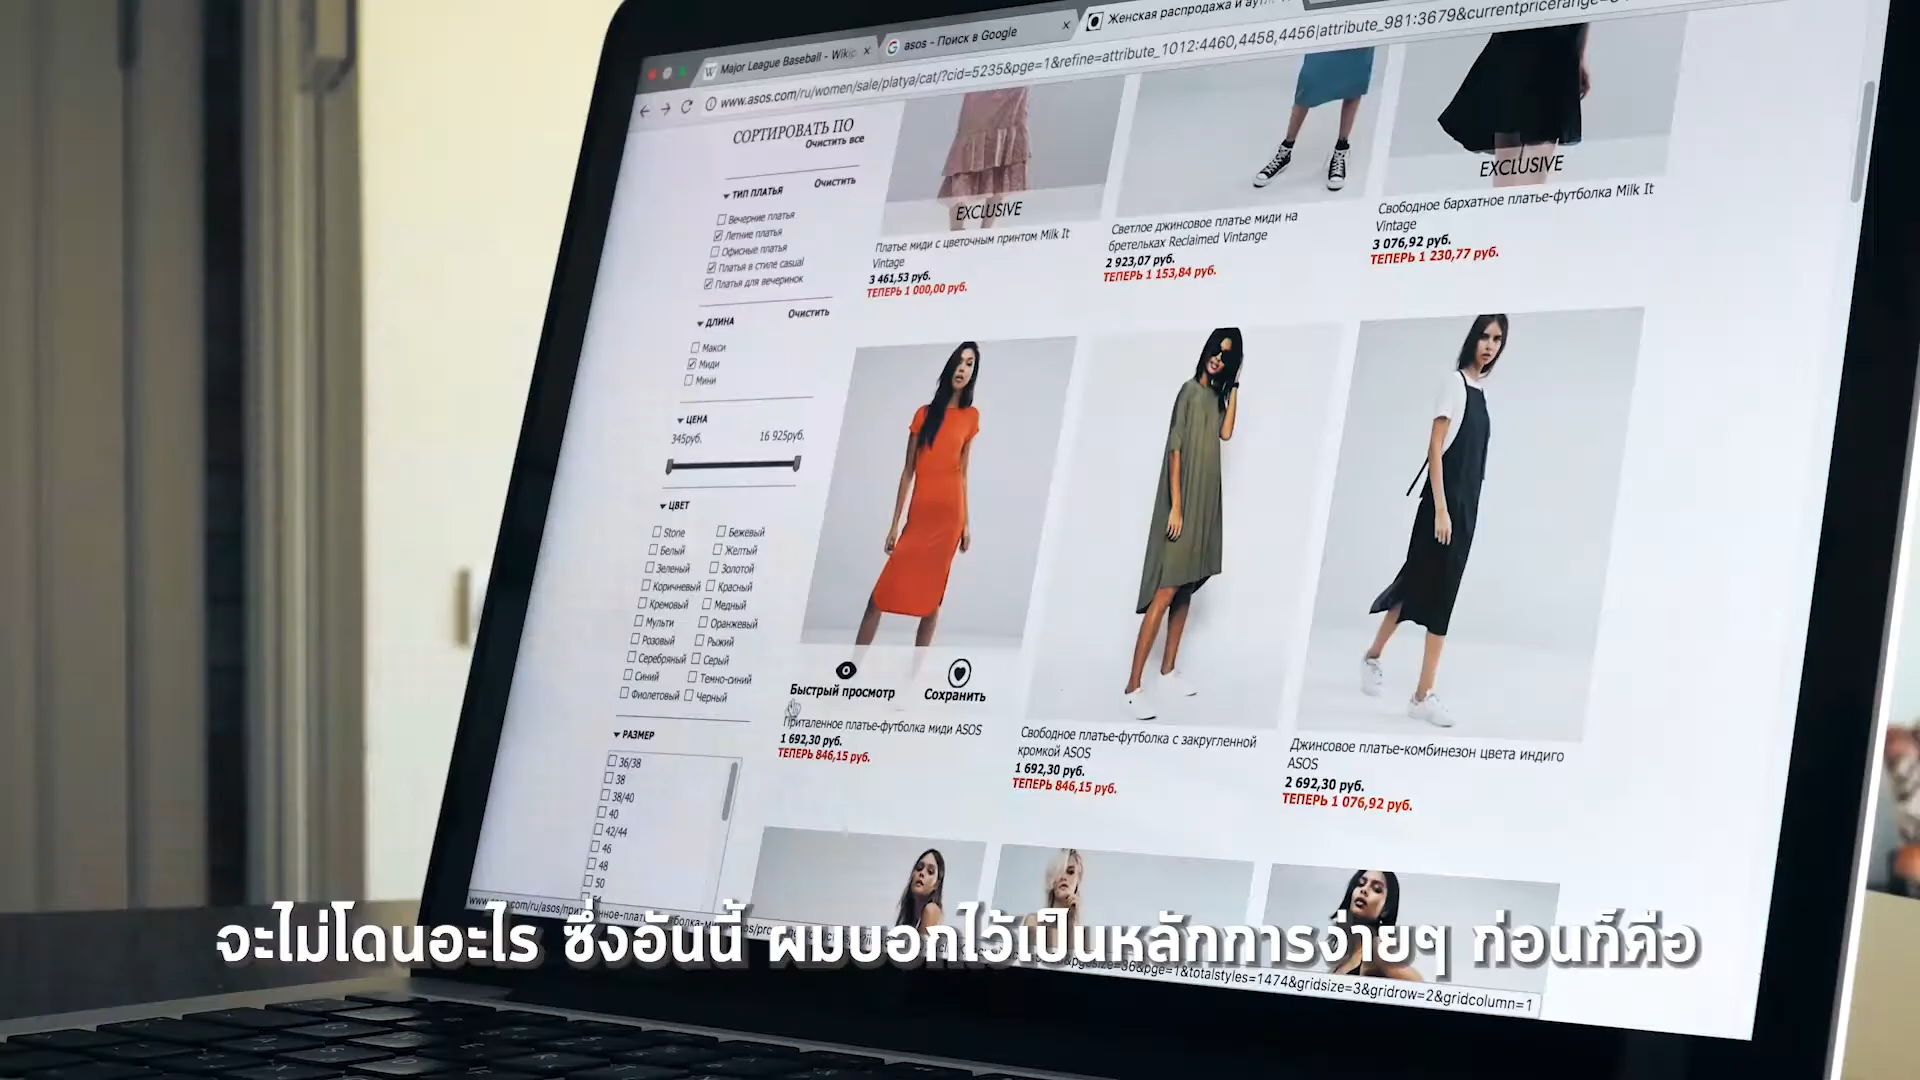 Major League Baseball - Wikip
asos - Поиск в Google
Женская распродажа и аутл
www.asos.com/ru/women/sale/platya/cat/?cid=5235&pge=1&refine=attribute_1012:4460,4458,4456|attribute_981:3679&currentpricerange=
СОРТИРОВАТЬ ПО
Очистить все
ТИП ПЛАТЬЯ
Очистить
Вечерние платья
Летние платья
Офисные платья
Платья в стиле casual
Платья для вечеринок
ДЛИНА
Очистить
Макси
Миди
Мини
ЦЕНА
345руб.
16 925руб.
ЦВЕТ
Stone
Бежевый
Белый
Желтый
Зеленый
Золотой
Коричневый
Красный
Кремовый
Медный
Мульти
Оранжевый
Розовый
Рыжий
Серебряный
Серый
Синий
Темно-синий
Фиолетовый
Черный
РАЗМЕР
36/38
38
38/40
40
42/44
46
48
50
EXCLUSIVE
Платье миди с цветочным принтом Milk It
Vintage
3 461,53 руб.
ТЕПЕРЬ 1 000,00 руб.
Светлое джинсовое платье миди на
бретельках Reclaimed Vintange
2 923,07 руб.
ТЕПЕРЬ 1 153,84 руб.
EXCLUSIVE
Свободное бархатное платье-футболка Milk It
Vintage
3 076,92 руб.
ТЕПЕРЬ 1 230,77 руб.
Быстрый просмотр
Сохранить
Приталенное платье-футболка миди ASOS
1 692,30 руб.
ТЕПЕРЬ 846,15 руб.
Свободное платье-футболка с закругленной
кромкой ASOS
1 692,30 руб.
ТЕПЕРЬ 846,15 руб.
Джинсовое платье-комбинезон цвета индиго
ASOS
2 692,30 руб.
ТЕПЕРЬ 1 076,92 руб.
จะไม่โดนอะไร ซึ่งอันนี้ ผมบอกไว้เป็นหลักการง่ายๆ ก่อนก็คือ
pgesize=36&pge=1&totalstyles=1474&gridsize=3&gridrow=2&gridcolumn=1